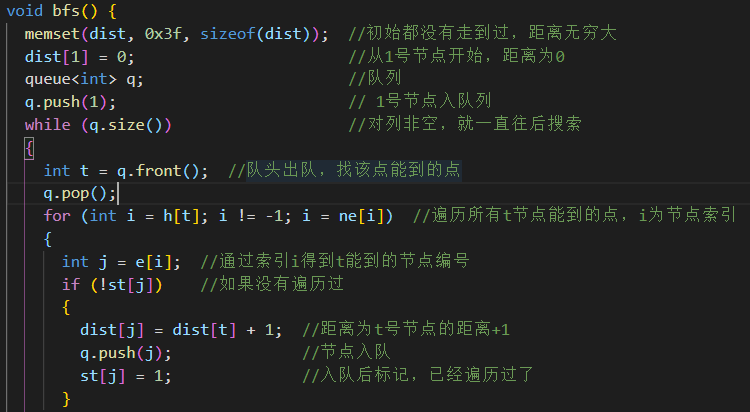 void bfs() {
memset(dist, 0x3f, sizeof(dist)); //初始都没有走到过，距离无穷大
dist[1] = 0; //从1号节点开始，距离为0
queue<int> q; //队列
q.push(1); // 1号节点入队列
while (q.size()) //对列非空，就一直往后搜索
{
int t = q.front(); //队头出队，找该点能到的点
q.pop();
for (int i = h[t]; i != -1; i = ne[i]) //遍历所有t节点能到的点，i为节点索引
{
int j = e[i]; //通过索引i得到t能到的节点编号
if (!st[j]) //如果没有遍历过
{
dist[j] = dist[t] + 1; //距离为t号节点的距离+1
q.push(j); //节点入队
st[j] = 1; //入队后标记，已经遍历过了
}